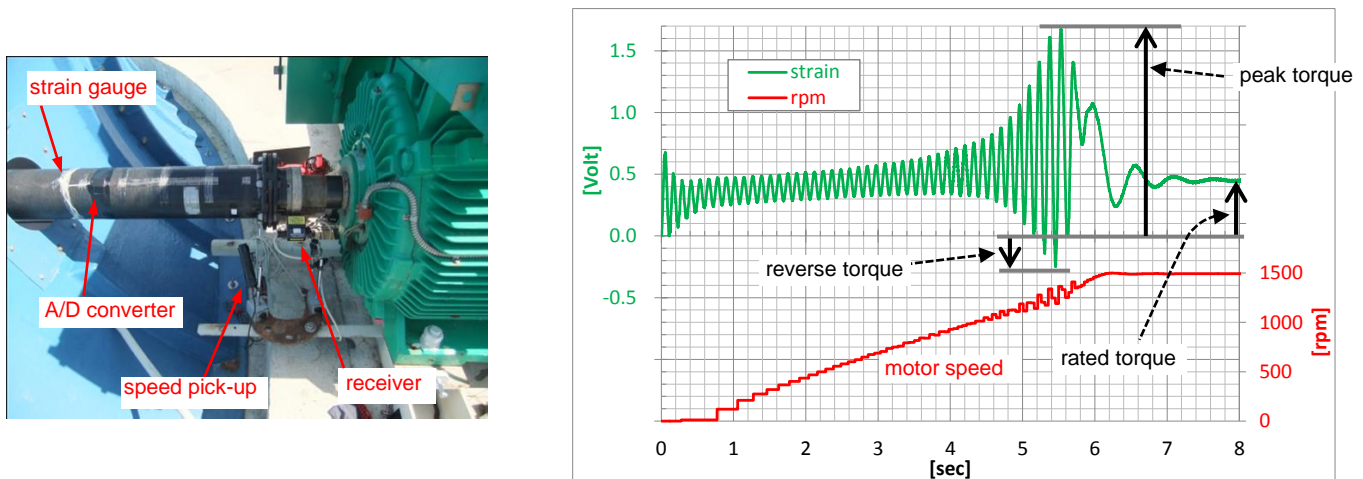 strain gauge
A/D converter
speed pick-up
receiver
strain
rpm
peak torque
reverse torque
rated torque
motor speed
[Volt]
1.5
1.0
0.5
0.0
-0.5
1500
1000
500
0
[rpm]
0 1 2 3 4 5 6 7 8
[sec]